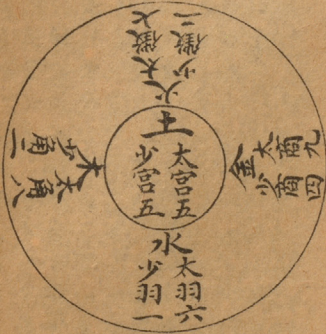 火
太徵七
少徵二
土
太宮五
少宮五
金
太商九
少商四
木
太角八
少角三
水
太羽六
少羽一